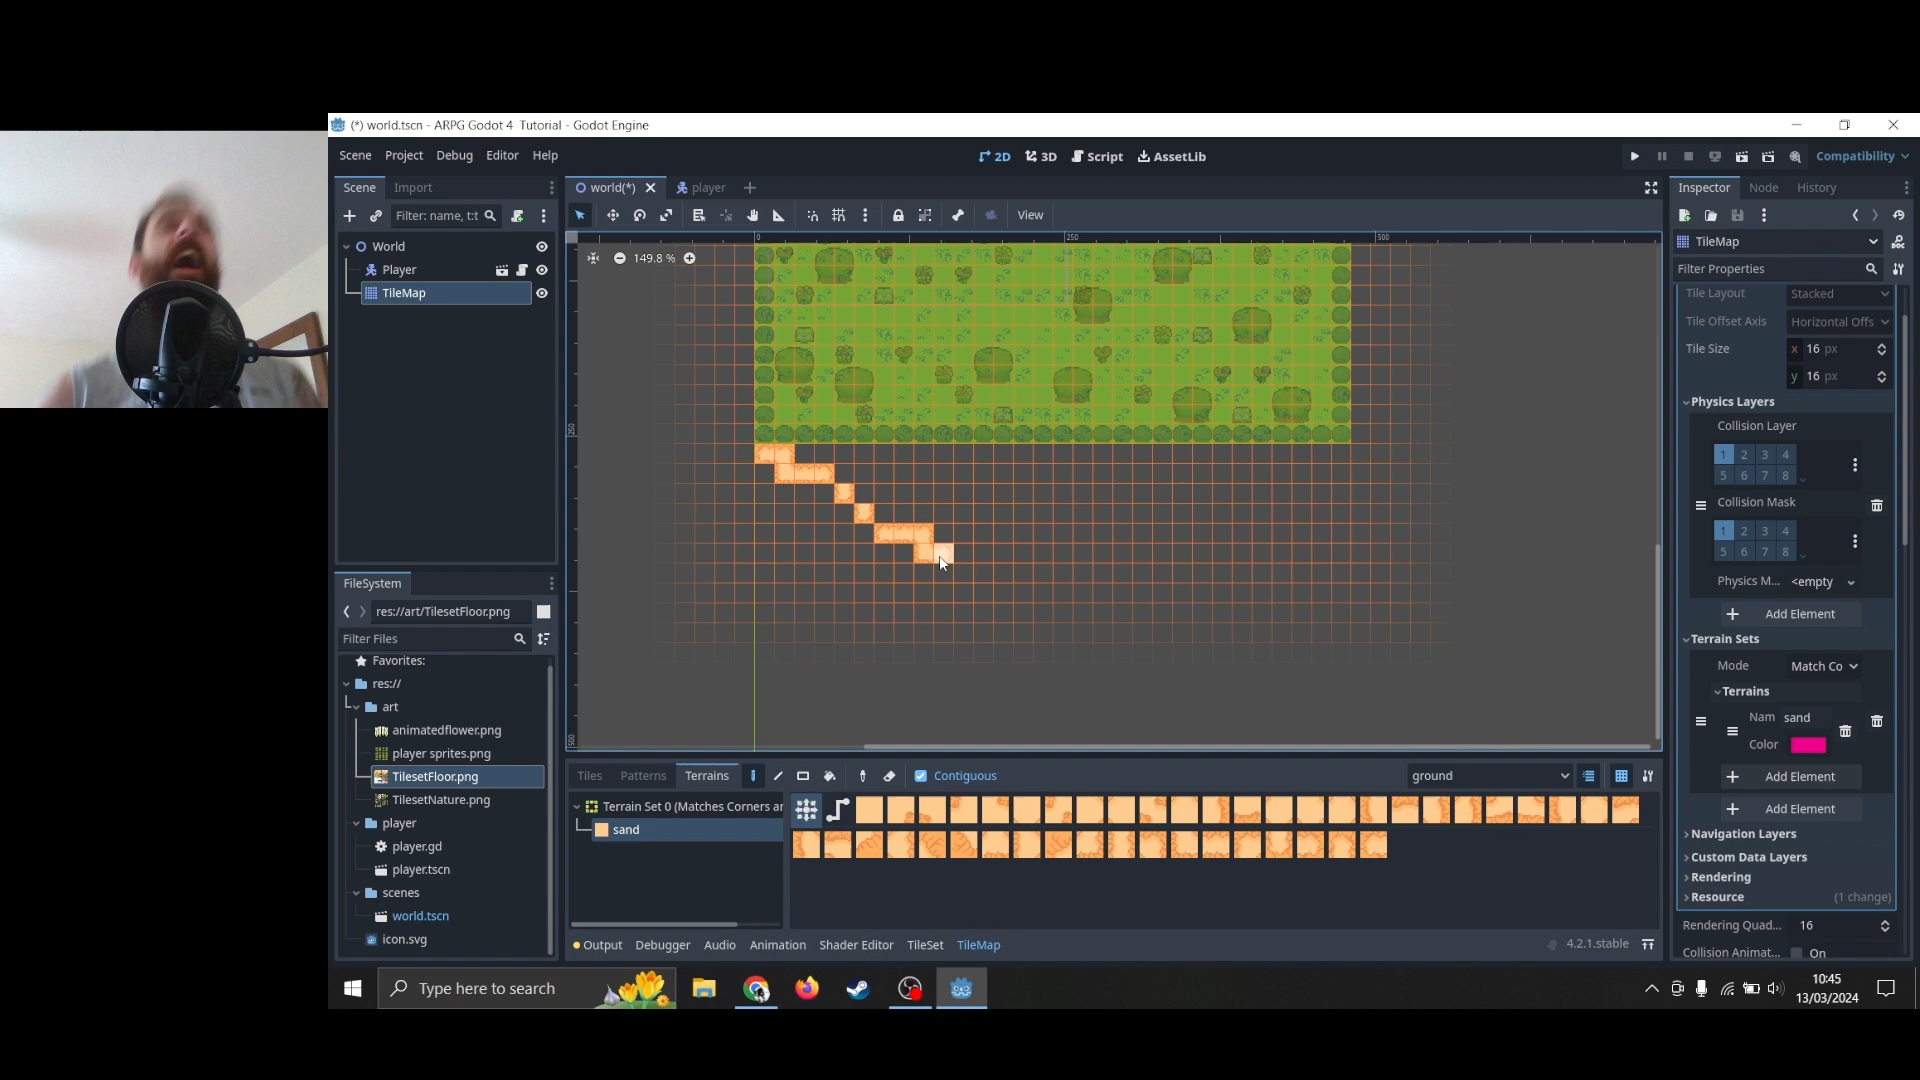 (*) world.tscn - ARPG Godot 4 Tutorial - Godot Engine
Scene Project Debug Editor Help
2D 3D Script AssetLib
Compatibility
Scene Import
world(*) player
Inspector Node History
Filter: name, t:t
View
World
Player
TileMap
0 250 500
149.8 %
250
500
TileMap
Filter Properties
Tile Layout Stacked
Tile Offset Axis Horizontal Offs
Tile Size x 16 px
y 16 px
Physics Layers
Collision Layer
1 2 3 4
5 6 7 8
Collision Mask
1 2 3 4
5 6 7 8
Physics M... <empty
Add Element
Terrain Sets
Mode Match Co
Terrains
Nam sand
Color
Add Element
Add Element
Navigation Layers
Custom Data Layers
Rendering
Resource (1 change)
Rendering Quad... 16
Collision Animat... On
FileSystem
res://art/TilesetFloor.png
Filter Files
Favorites:
res://
art
animatedflower.png
player sprites.png
TilesetFloor.png
TilesetNature.png
player
player.gd
player.tscn
scenes
world.tscn
icon.svg
Tiles Patterns Terrains
Contiguous
ground
Terrain Set 0 (Matches Corners ar
sand
Output Debugger Audio Animation Shader Editor TileSet TileMap
4.2.1.stable
Type here to search
10:45
13/03/2024